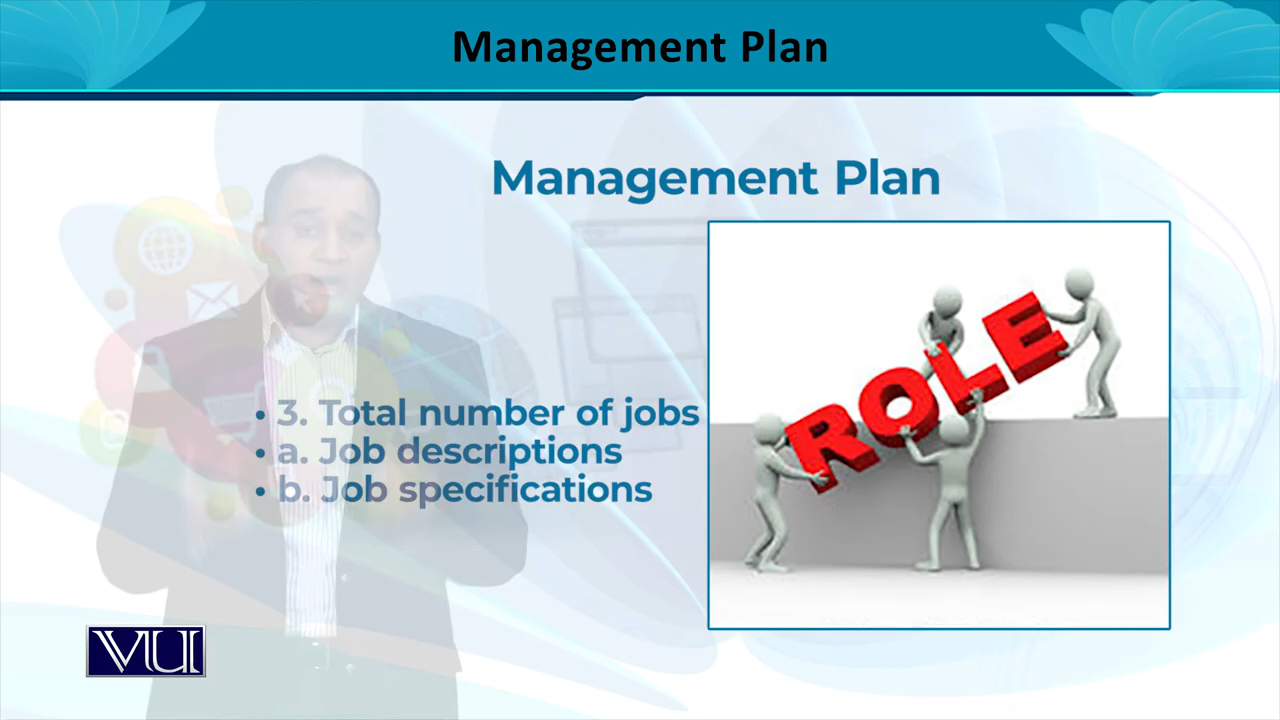 Management Plan
Management Plan
• 3. Total number of jobs
• a. Job descriptions
• b. Job specifications
ROLE
VU